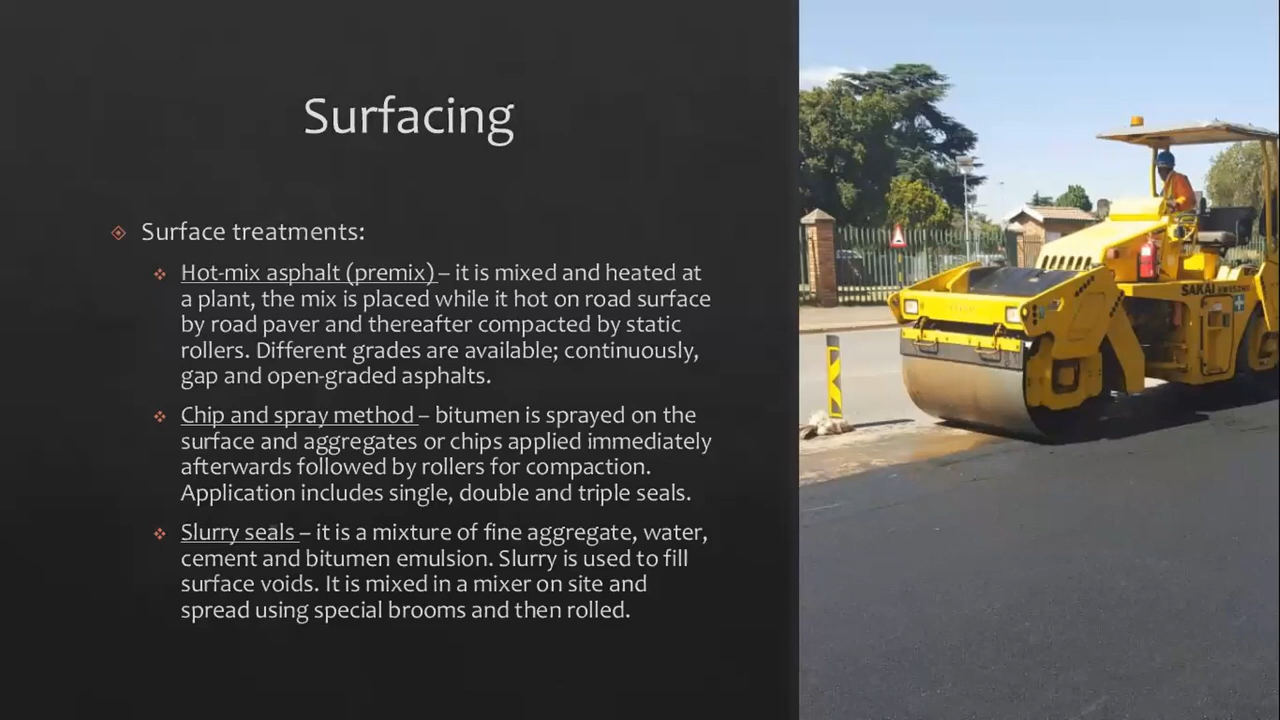 Surfacing
Surface treatments:
Hot-mix asphalt (premix) – it is mixed and heated at
a plant, the mix is placed while it hot on road surface
by road paver and thereafter compacted by static
rollers. Different grades are available; continuously,
gap and open-graded asphalts.
Chip and spray method – bitumen is sprayed on the
surface and aggregates or chips applied immediately
afterwards followed by rollers for compaction.
Application includes single, double and triple seals.
Slurry seals – it is a mixture of fine aggregate, water,
cement and bitumen emulsion. Slurry is used to fill
surface voids. It is mixed in a mixer on site and
spread using special brooms and then rolled.
SAKAI